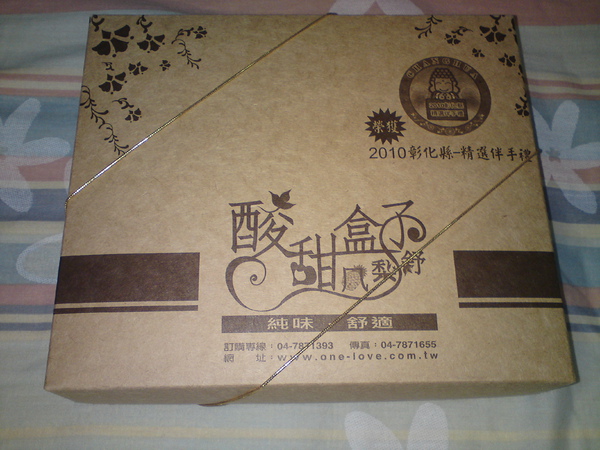 榮獲
2010彰化縣-精選伴手禮
酸甜盒子
貳梨舒
純味 舒適
訂購專線：04-7871393 傳真：04-7871655
網 址：www.one-love.com.tw